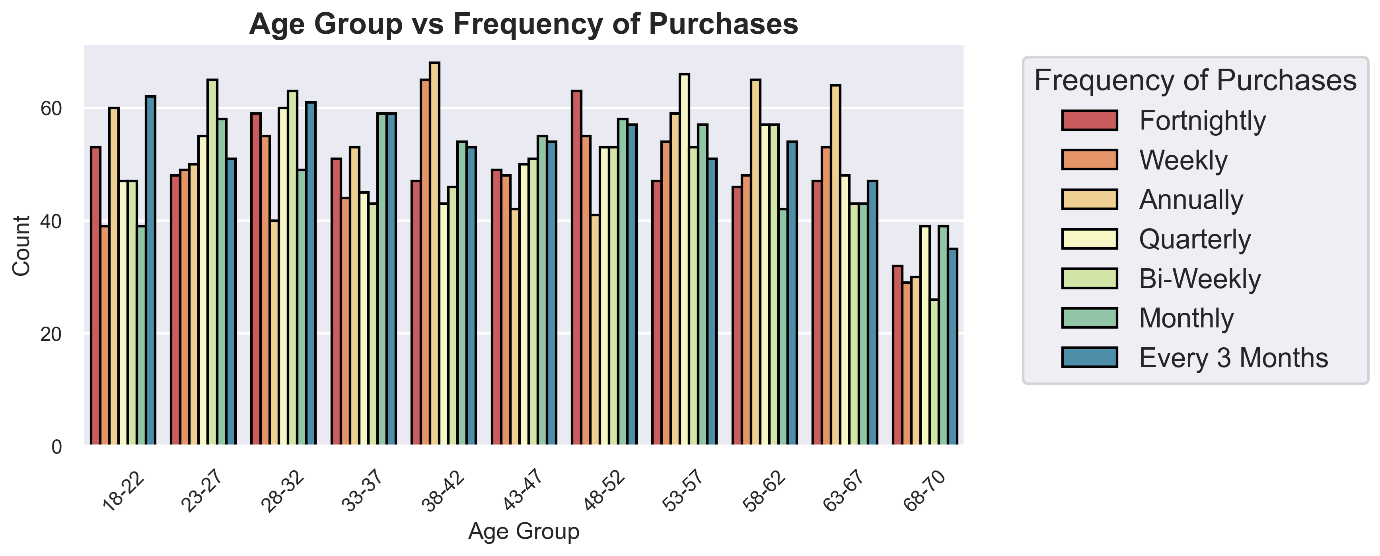 Age Group vs Frequency of Purchases
Count
60
40
20
0
18-22
23-27
28-32
33-37
38-42
43-47
48-52
53-57
58-62
63-67
68-70
Age Group
Frequency of Purchases
Fortnightly
Weekly
Annually
Quarterly
Bi-Weekly
Monthly
Every 3 Months